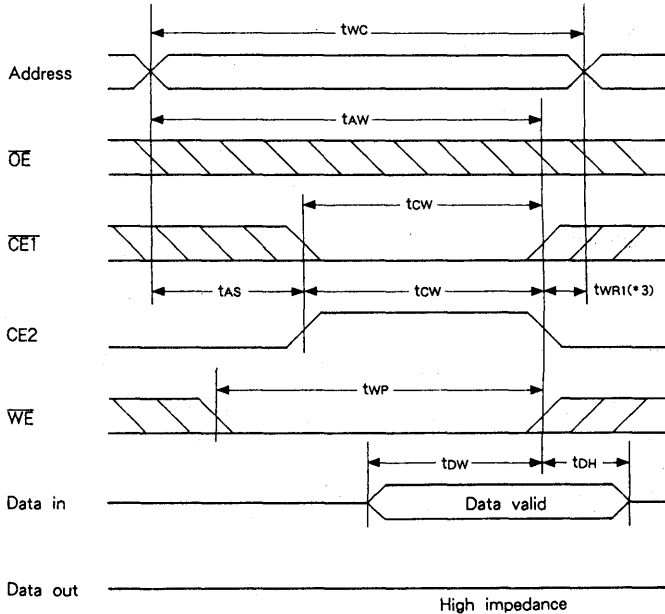 tWC
Address
tAW
OE
tCW
CE1
tAS
tCW
tWR1(*3)
CE2
tWP
WE
tDW
tDH
Data in
Data valid
Data out
High impedance